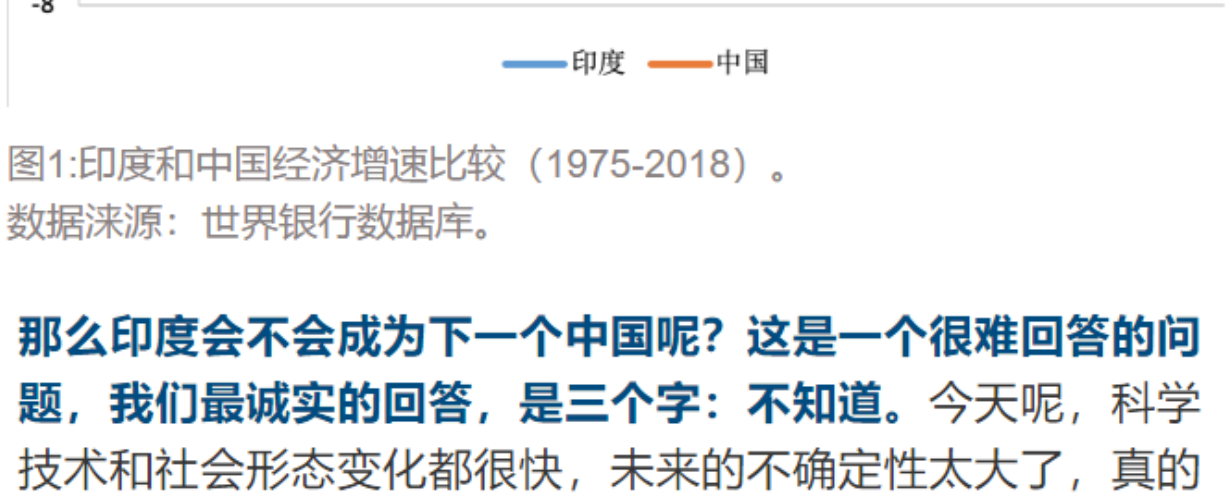 -8
印度 中国
图1:印度和中国经济增速比较（1975-2018）。
数据涞源：世界银行数据库。
那么印度会不会成为下一个中国呢？这是一个很难回答的问
题，我们最诚实的回答，是三个字：不知道。今天呢，科学
技术和社会形态变化都很快，未来的不确定性太大了，真的